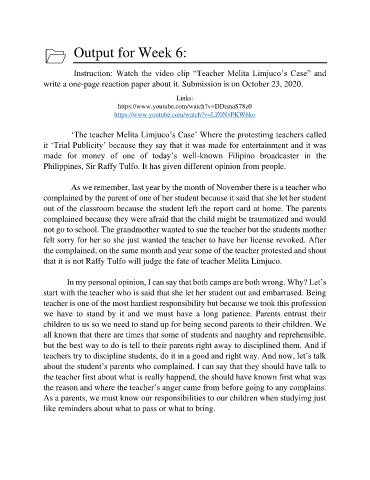 Output for Week 6:
Instruction: Watch the video clip “Teacher Melita Limjuco’s Case” and
write a one-page reaction paper about it. Submission is on October 23, 2020.
Links:
https://www.youtube.com/watch?v=DDisnaS78z0
https://www.youtube.com/watch?v=LZ0NvPKW6ko
‘The teacher Melita Limjuco’s Case’ Where the protesting teachers called
it ‘Trial Publicity’ because they say that it was made for entertainment and it was
made for money of one of today’s well-known Filipino broadcaster in the
Philippines, Sir Raffy Tulfo. It has given different opinion from people.
As we remember, last year by the month of November there is a teacher who
complained by the parent of one of her student because it said that she let her student
out of the classroom because the student left the report card at home. The parents
complained because they were afraid that the child might be traumatized and would
not go to school. The grandmother wanted to sue the teacher but the students mother
felt sorry for her so she just wanted the teacher to have her license revoked. After
the complained, on the same month and year some of the teacher protested and shout
that it is not Raffy Tulfo will judge the fate of teacher Melita Limjuco.
In my personal opinion, I can say that both camps are both wrong. Why? Let’s
start with the teacher who is said that she let her student out and embarrased. Being
teacher is one of the most hardiest responsibility but because we took this profession
we have to stand by it and we must have a long patience. Parents entrust their
children to us so we need to stand up for being second parents to their children. We
all known that there are times that some of students and naughty and reprehensible,
but the best way to do is tell to their parents right away to disciplined them. And if
teachers try to discipline students, do it in a good and right way. And now, let’s talk
about the student’s parents who complained. I can say that they should have talk to
the teacher first about what is really happend, the should have known first what was
the reason and where the teacher’s anger came from before going to any complains.
As a parents, we must know our responsibilities to our children when studyimg just
like reminders about what to pass or what to bring.